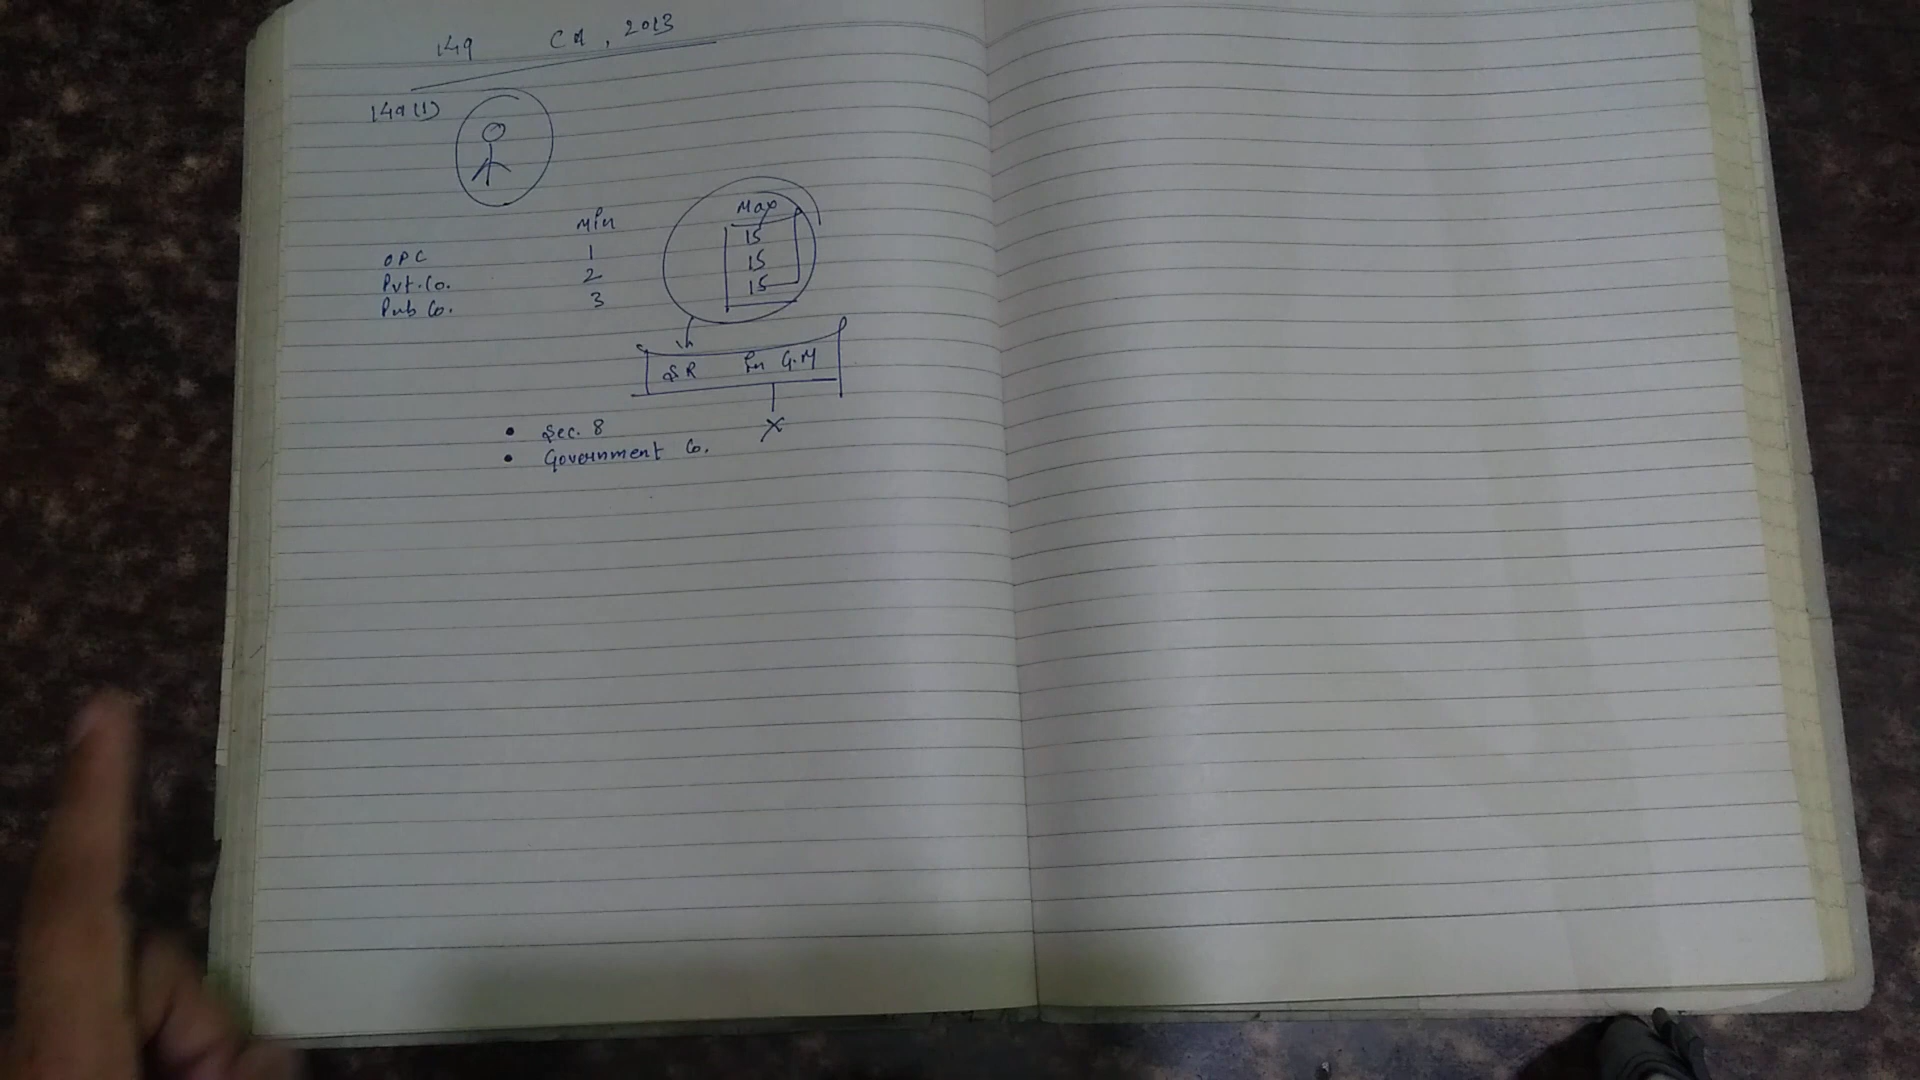 149 CA, 2013
149(1)
Min Max
OPC 1 15
Pvt. Co. 2 15
Pub Co. 3 15
SR in G.M
X
• Sec. 8
• Government Co.